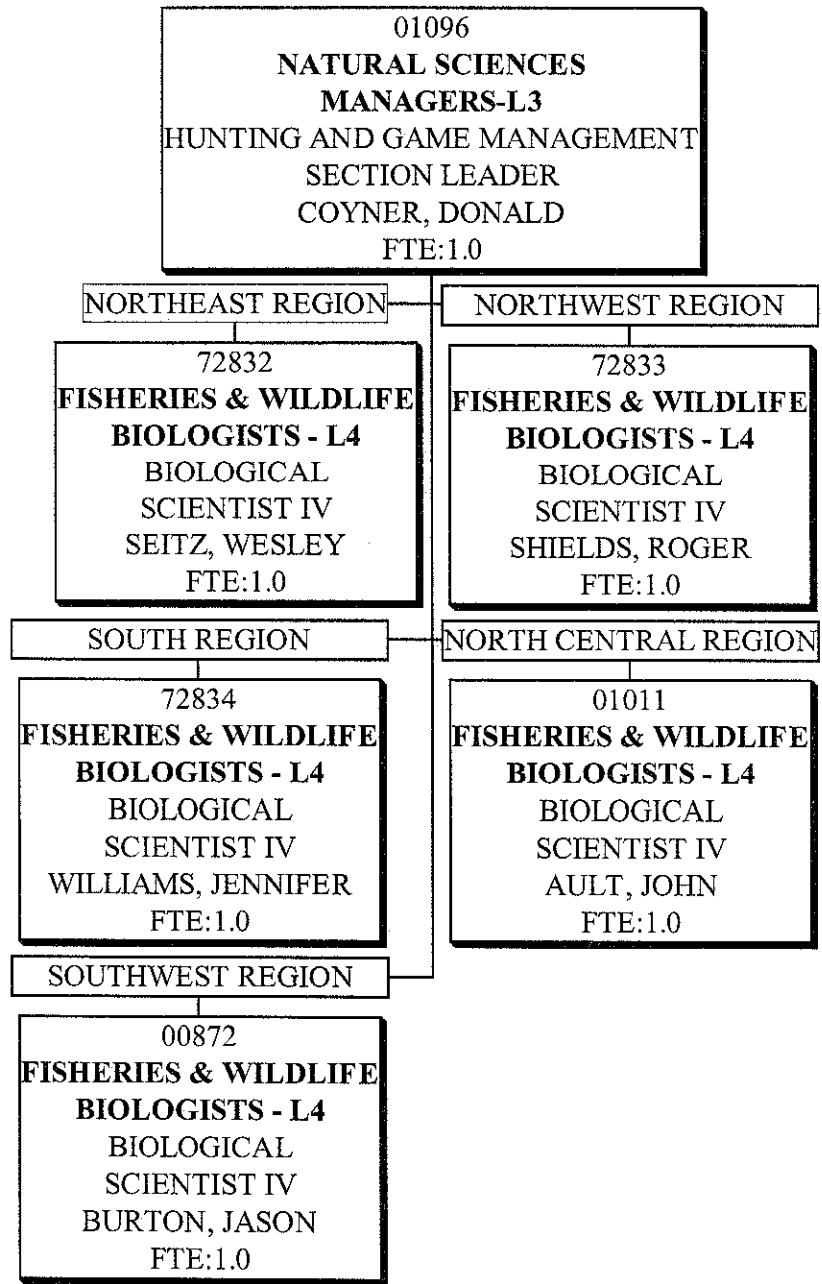 01096
NATURAL SCIENCES
MANAGERS-L3
HUNTING AND GAME MANAGEMENT
SECTION LEADER
COYNER, DONALD
FTE:1.0
NORTHEAST REGION
72832
FISHERIES & WILDLIFE
BIOLOGISTS - L4
BIOLOGICAL
SCIENTIST IV
SEITZ, WESLEY
FTE:1.0
NORTHWEST REGION
72833
FISHERIES & WILDLIFE
BIOLOGISTS - L4
BIOLOGICAL
SCIENTIST IV
SHIELDS, ROGER
FTE:1.0
SOUTH REGION
72834
FISHERIES & WILDLIFE
BIOLOGISTS - L4
BIOLOGICAL
SCIENTIST IV
WILLIAMS, JENNIFER
FTE:1.0
NORTH CENTRAL REGION
01011
FISHERIES & WILDLIFE
BIOLOGISTS - L4
BIOLOGICAL
SCIENTIST IV
AULT, JOHN
FTE:1.0
SOUTHWEST REGION
00872
FISHERIES & WILDLIFE
BIOLOGISTS - L4
BIOLOGICAL
SCIENTIST IV
BURTON, JASON
FTE:1.0